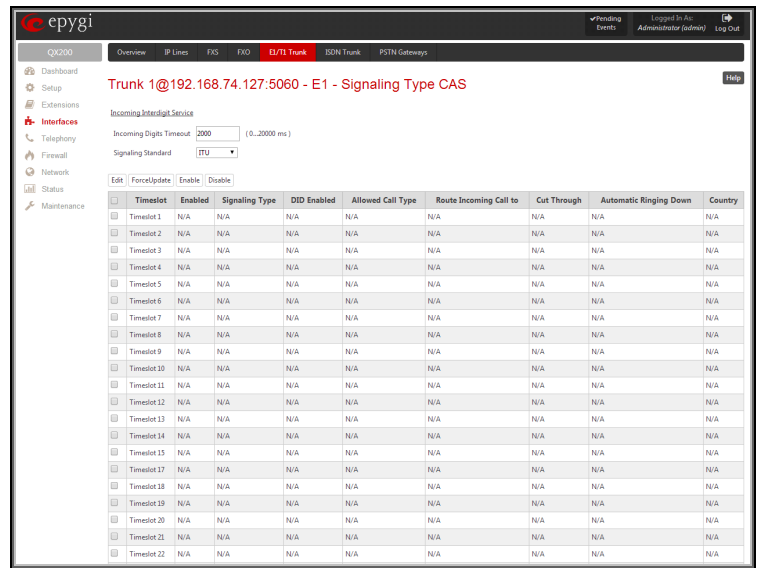 epygi
✔Pending Events
Logged In As: Administrator (admin)
Log Out
QX200
Overview IP Lines FXS FXO E1/T1 Trunk ISDN Trunk PSTN Gateways
Dashboard
Setup
Extensions
Interfaces
Telephony
Firewall
Network
Status
Maintenance
Trunk 1@192.168.74.127:5060 - E1 - Signaling Type CAS
Help
Incoming Interdigit Service
Incoming Digits Timeout 2000 ( 0...20000 ms )
Signaling Standard ITU
Edit ForceUpdate Enable Disable
Timeslot Enabled Signaling Type DID Enabled Allowed Call Type Route Incoming Call to Cut Through Automatic Ringing Down Country
Timeslot 1 N/A N/A N/A N/A N/A N/A N/A N/A
Timeslot 2 N/A N/A N/A N/A N/A N/A N/A N/A
Timeslot 3 N/A N/A N/A N/A N/A N/A N/A N/A
Timeslot 4 N/A N/A N/A N/A N/A N/A N/A N/A
Timeslot 5 N/A N/A N/A N/A N/A N/A N/A N/A
Timeslot 6 N/A N/A N/A N/A N/A N/A N/A N/A
Timeslot 7 N/A N/A N/A N/A N/A N/A N/A N/A
Timeslot 8 N/A N/A N/A N/A N/A N/A N/A N/A
Timeslot 9 N/A N/A N/A N/A N/A N/A N/A N/A
Timeslot 10 N/A N/A N/A N/A N/A N/A N/A N/A
Timeslot 11 N/A N/A N/A N/A N/A N/A N/A N/A
Timeslot 12 N/A N/A N/A N/A N/A N/A N/A N/A
Timeslot 13 N/A N/A N/A N/A N/A N/A N/A N/A
Timeslot 14 N/A N/A N/A N/A N/A N/A N/A N/A
Timeslot 15 N/A N/A N/A N/A N/A N/A N/A N/A
Timeslot 17 N/A N/A N/A N/A N/A N/A N/A N/A
Timeslot 18 N/A N/A N/A N/A N/A N/A N/A N/A
Timeslot 19 N/A N/A N/A N/A N/A N/A N/A N/A
Timeslot 20 N/A N/A N/A N/A N/A N/A N/A N/A
Timeslot 21 N/A N/A N/A N/A N/A N/A N/A N/A
Timeslot 22 N/A N/A N/A N/A N/A N/A N/A N/A